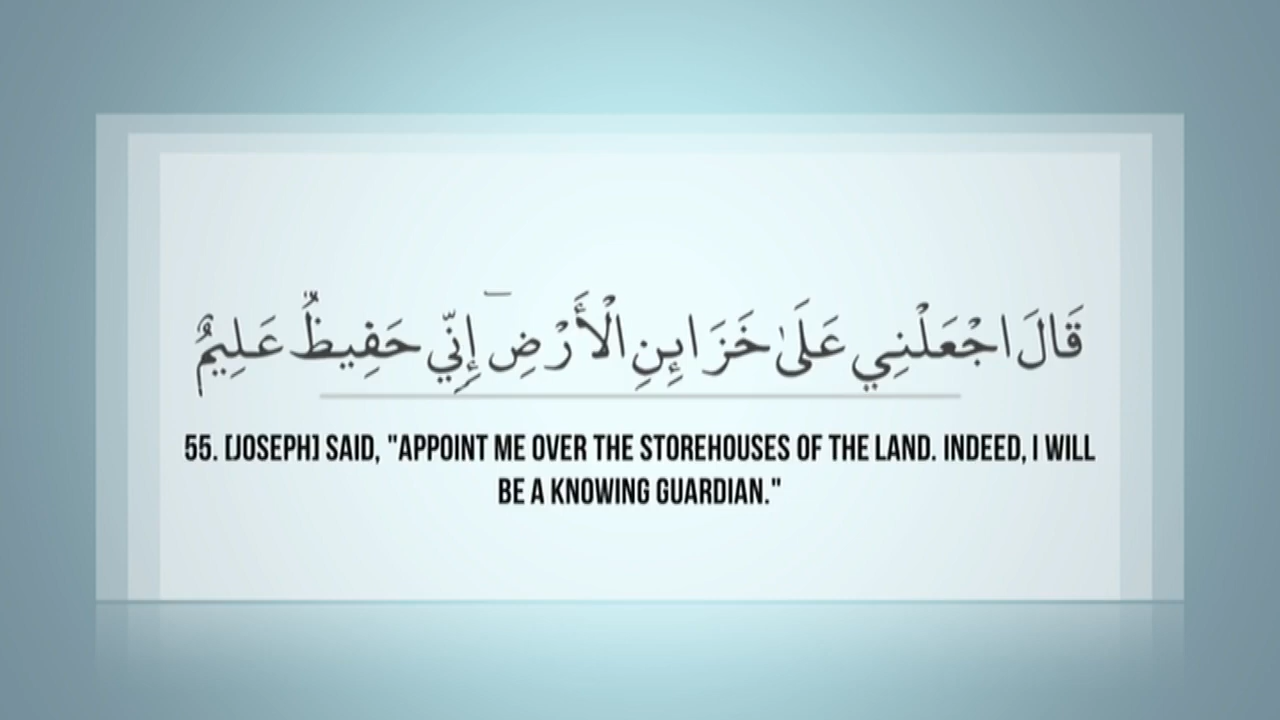 قَالَ اجْعَلْنِي عَلَىٰ خَزَايِٕنِ الْأَرْضِ ۖ إِنِّي حَفِيظٌ عَلِيمٌ
55. [JOSEPH] SAID, "APPOINT ME OVER THE STOREHOUSES OF THE LAND. INDEED, I WILL
BE A KNOWING GUARDIAN."